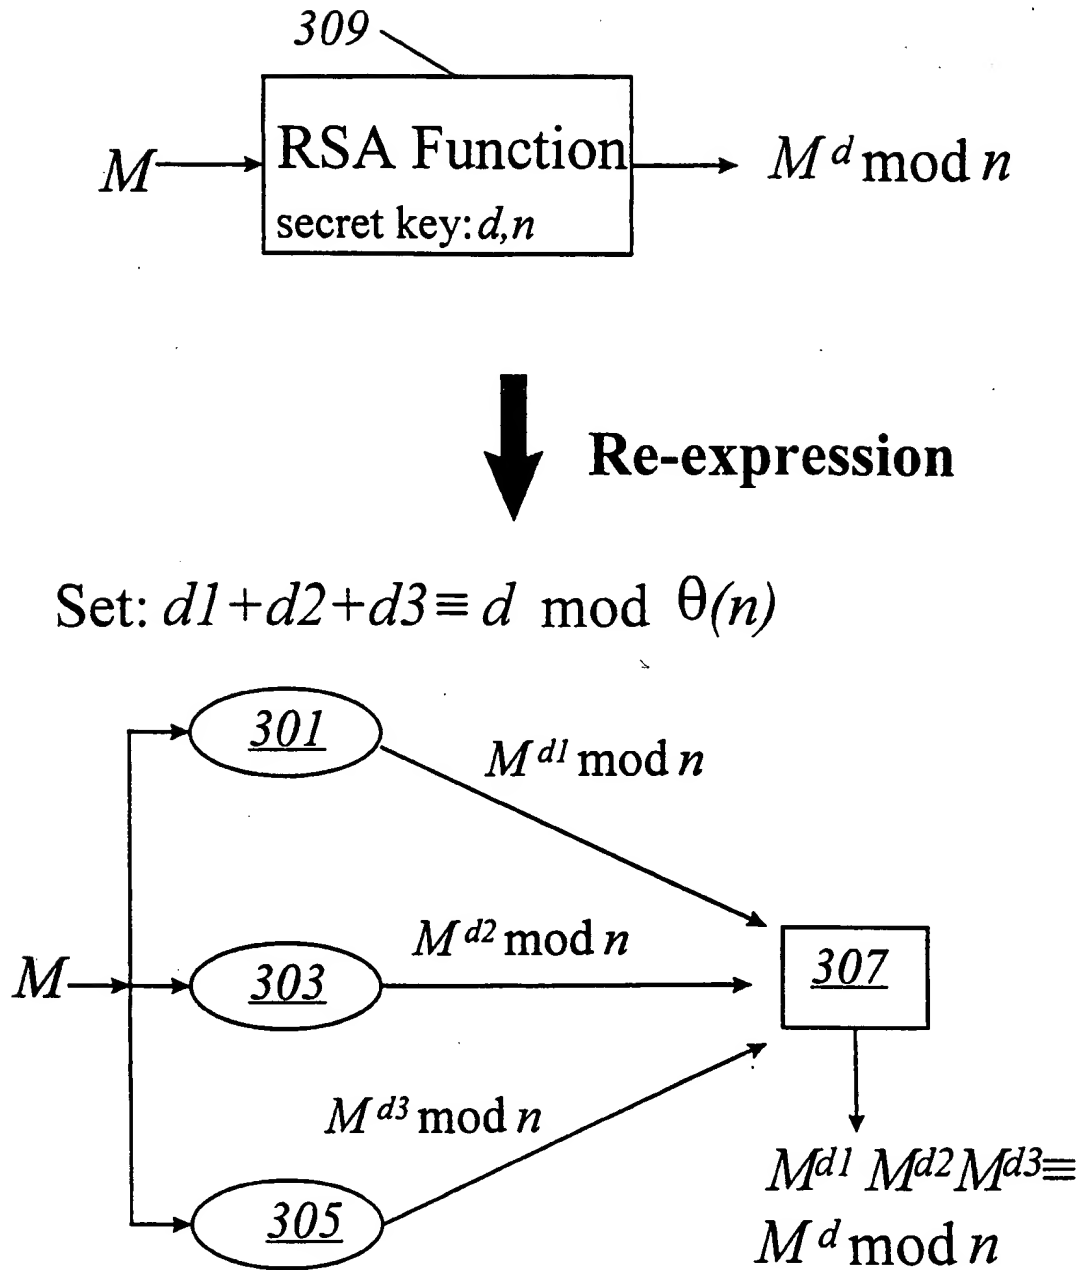 309
M RSA Function M^d mod n
secret key: d,n
Re-expression
Set: d1+d2+d3≡d mod θ(n)
301
M^d1 mod n
M^d2 mod n
M 303 307
M^d3 mod n
305
M^d1 M^d2 M^d3≡
M^d mod n